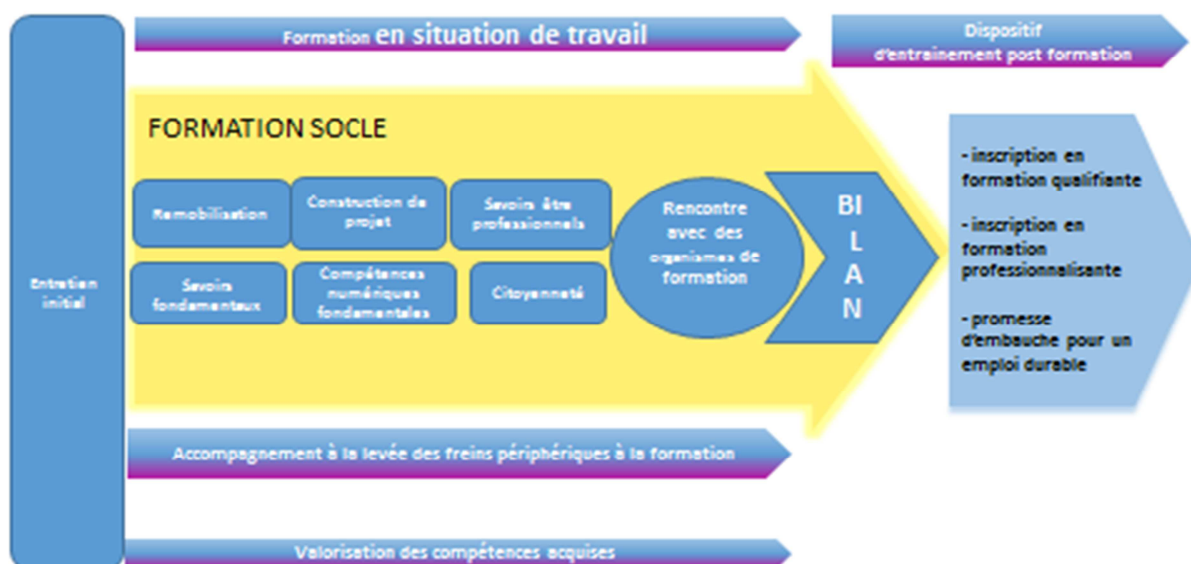 Formation en situation de travail
Dispositif
d'entrainement post formation
Entretien
initial
FORMATION SOCLE
Remobilisation
Construction de
projet
Savoirs être
professionnels
Savoirs
fondamentaux
Compétences
numériques
fondamentales
Citoyenneté
Rencontre
avec des
organismes de
formation
BI
L
A
N
- inscription en
formation qualifiante
- inscription en
formation
professionnalisante
- promesse
d'embauche pour un
emploi durable
Accompagnement à la levée des freins périphériques à la formation
Valorisation des compétences acquises